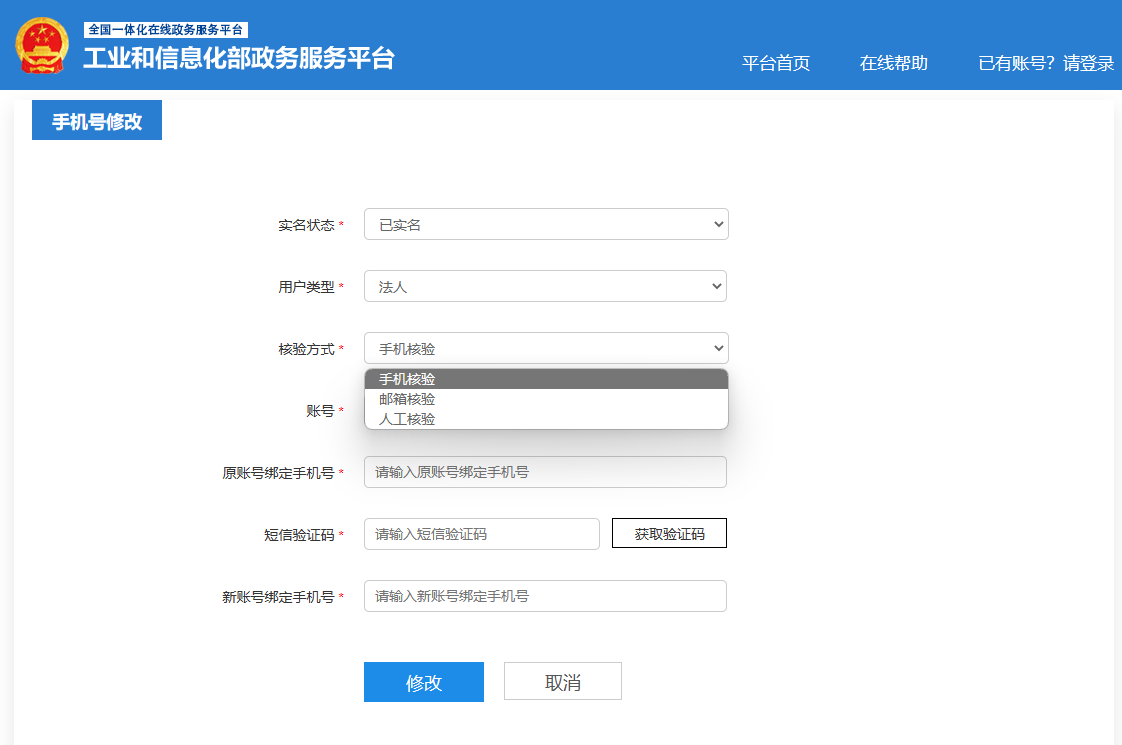 全国一体化在线政务服务平台
工业和信息化部政务服务平台
平台首页 在线帮助 已有账号？请登录
手机号修改
实名状态 * 已实名
用户类型 * 法人
核验方式 * 手机核验
手机核验
邮箱核验
账号 *
人工核验
原账号绑定手机号 * 请输入原账号绑定手机号
短信验证码 * 请输入短信验证码 获取验证码
新账号绑定手机号 * 请输入新账号绑定手机号
修改 取消